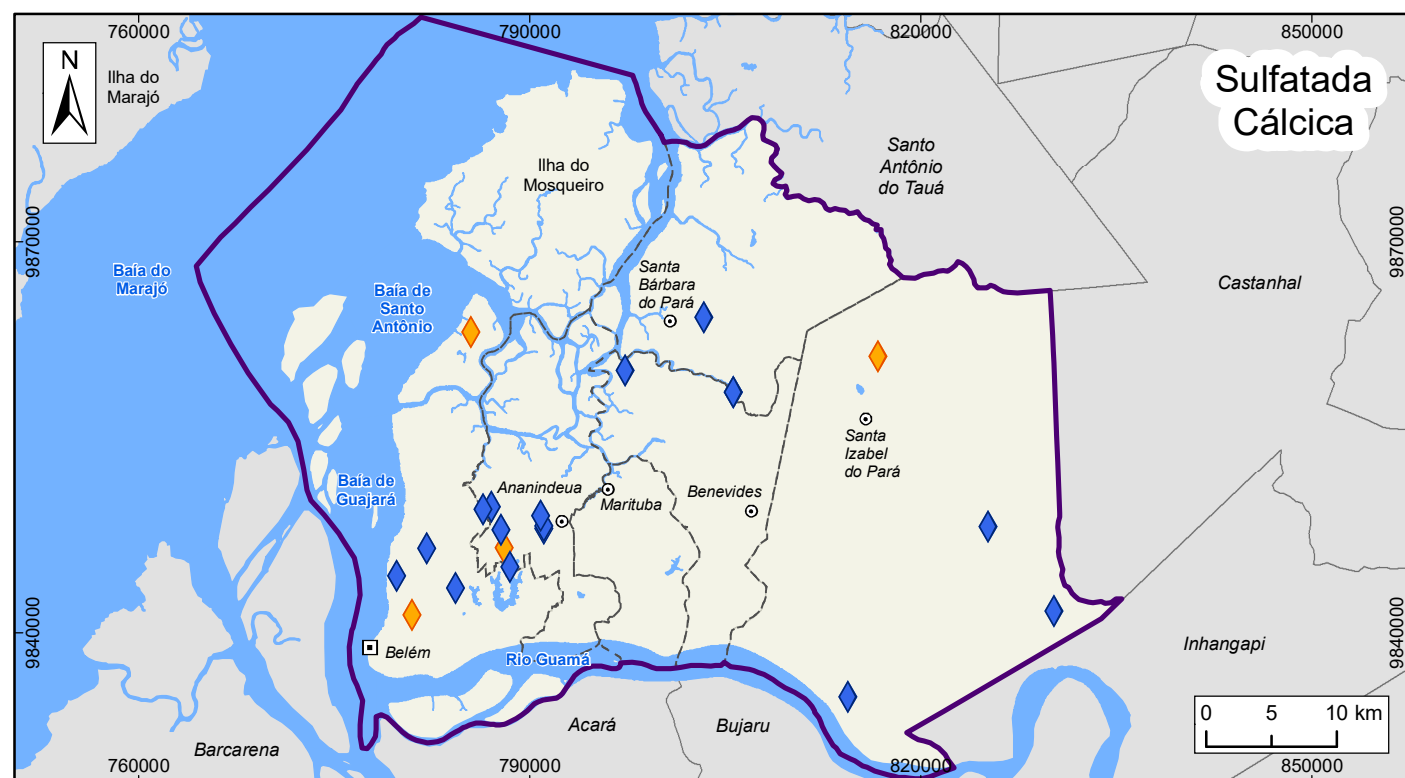 760000
790000
820000
850000
N
Ilha do
Marajó
Sulfatada
Cálcica
Santo
Antônio
do Tauá
Ilha do
Mosqueiro
9870000
9870000
Baía do
Marajó
Santa
Bárbara
do Pará
Castanhal
Baía de
Santo
Antônio
Santa
Izabel
do Pará
Baía de
Guajará
Ananindeua
Marituba
Benevides
9840000
9840000
Belém
Rio Guamá
Inhangapi
Acará
Bujaru
Barcarena
0 5 10 km
760000
790000
820000
850000